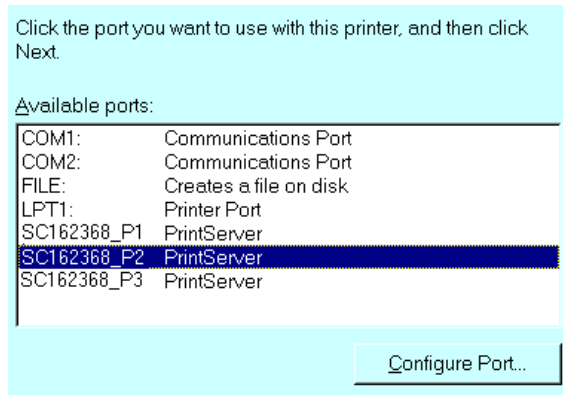 Click the port you want to use with this printer, and then click
Next.
Available ports:
COM1: Communications Port
COM2: Communications Port
FILE: Creates a file on disk
LPT1: Printer Port
SC162368_P1 PrintServer
SC162368_P2 PrintServer
SC162368_P3 PrintServer
Configure Port...